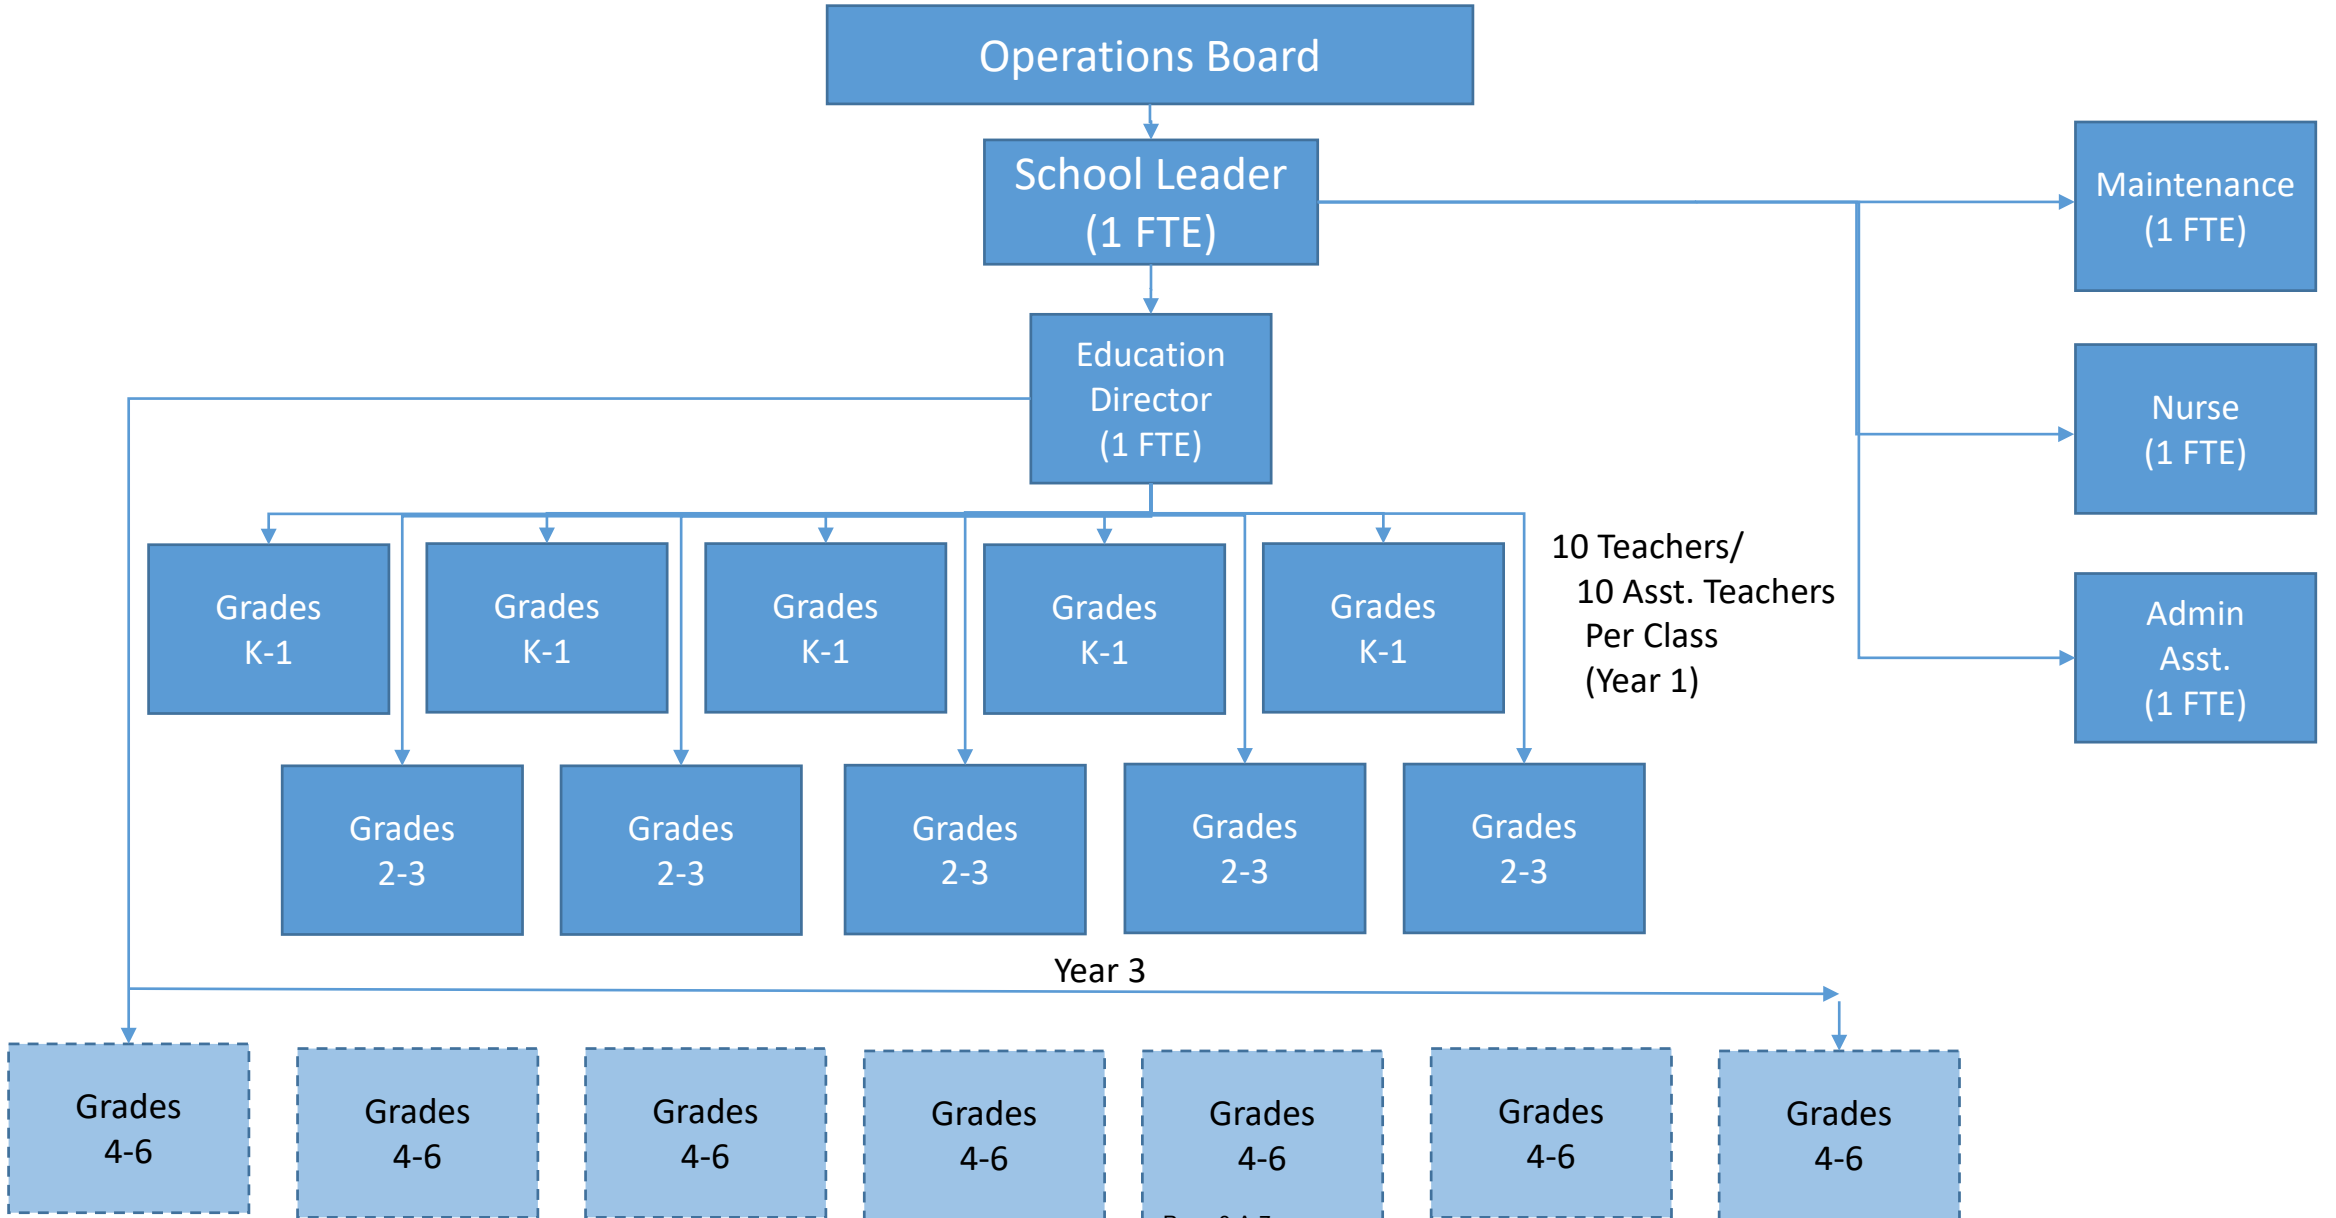 Operations Board
School Leader
(1 FTE)
Maintenance
(1 FTE)
Education
Director
(1 FTE)
Nurse
(1 FTE)
10 Teachers/
10 Asst. Teachers
Per Class
(Year 1)
Admin
Asst.
(1 FTE)
Grades
K-1
Grades
K-1
Grades
K-1
Grades
K-1
Grades
K-1
Grades
2-3
Grades
2-3
Grades
2-3
Grades
2-3
Grades
2-3
Year 3
Grades
4-6
Grades
4-6
Grades
4-6
Grades
4-6
Grades
4-6
Grades
4-6
Grades
4-6